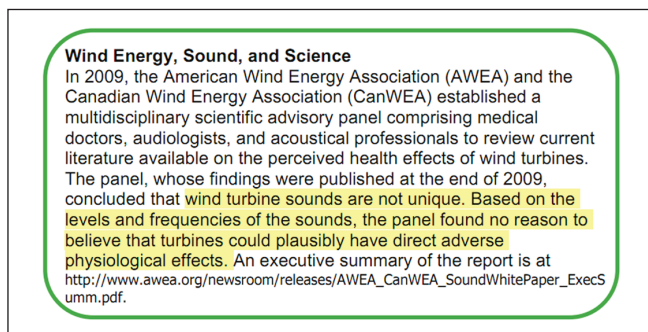 Wind Energy, Sound, and Science
In 2009, the American Wind Energy Association (AWEA) and the
Canadian Wind Energy Association (CanWEA) established a
multidisciplinary scientific advisory panel comprising medical
doctors, audiologists, and acoustical professionals to review current
literature available on the perceived health effects of wind turbines.
The panel, whose findings were published at the end of 2009,
concluded that wind turbine sounds are not unique. Based on the
levels and frequencies of the sounds, the panel found no reason to
believe that turbines could plausibly have direct adverse
physiological effects. An executive summary of the report is at
http://www.awea.org/newsroom/releases/AWEA_CanWEA_SoundWhitePaper_ExecS
umm.pdf.